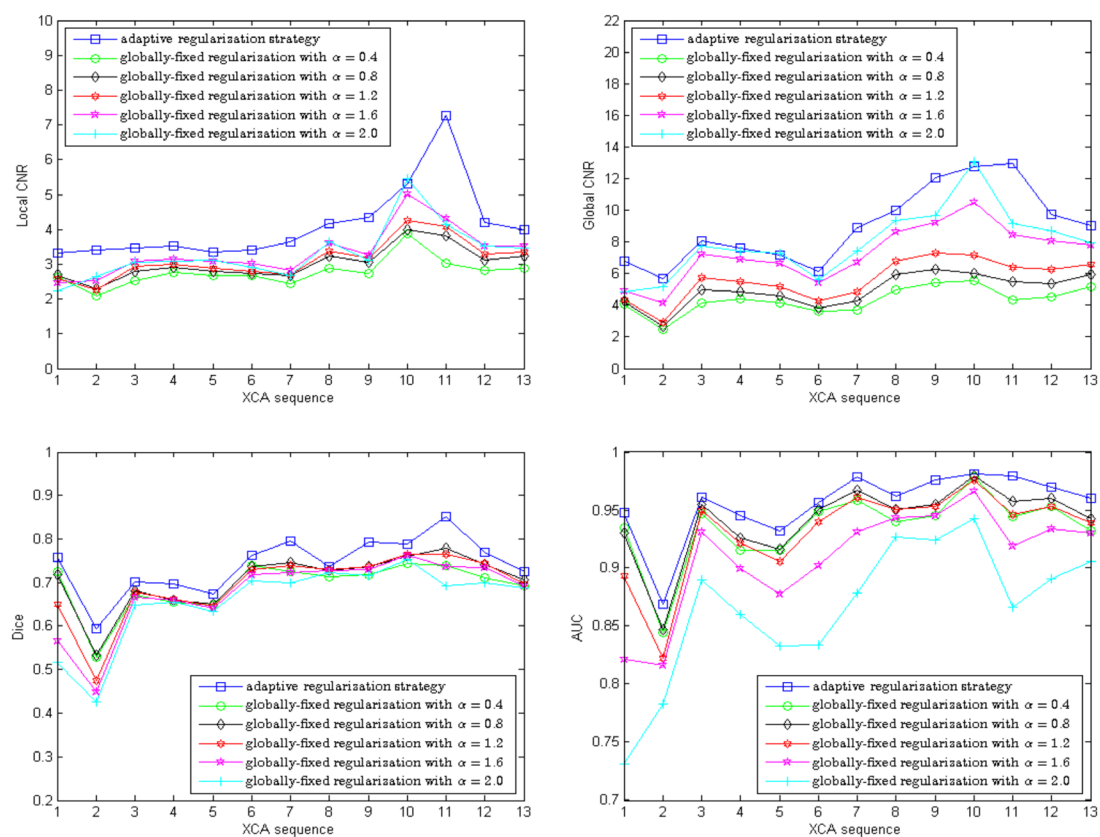 10
9
8
7
6
5
4
3
2
1
0
Local CNR
adaptive regularization strategy
globally-fixed regularization with α = 0.4
globally-fixed regularization with α = 0.8
globally-fixed regularization with α = 1.2
globally-fixed regularization with α = 1.6
globally-fixed regularization with α = 2.0
1 2 3 4 5 6 7 8 9 10 11 12 13
XCA sequence
22
20
18
16
14
12
10
8
6
4
2
0
Global CNR
adaptive regularization strategy
globally-fixed regularization with α = 0.4
globally-fixed regularization with α = 0.8
globally-fixed regularization with α = 1.2
globally-fixed regularization with α = 1.6
globally-fixed regularization with α = 2.0
1 2 3 4 5 6 7 8 9 10 11 12 13
XCA sequence
1
0.9
0.8
0.7
0.6
0.5
0.4
0.3
0.2
Dice
adaptive regularization strategy
globally-fixed regularization with α = 0.4
globally-fixed regularization with α = 0.8
globally-fixed regularization with α = 1.2
globally-fixed regularization with α = 1.6
globally-fixed regularization with α = 2.0
1 2 3 4 5 6 7 8 9 10 11 12 13
XCA sequence
1
0.95
0.9
0.85
0.8
0.75
0.7
AUC
adaptive regularization strategy
globally-fixed regularization with α = 0.4
globally-fixed regularization with α = 0.8
globally-fixed regularization with α = 1.2
globally-fixed regularization with α = 1.6
globally-fixed regularization with α = 2.0
1 2 3 4 5 6 7 8 9 10 11 12 13
XCA sequence